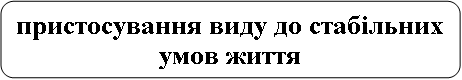 пристосування виду до стабільних
умов життя